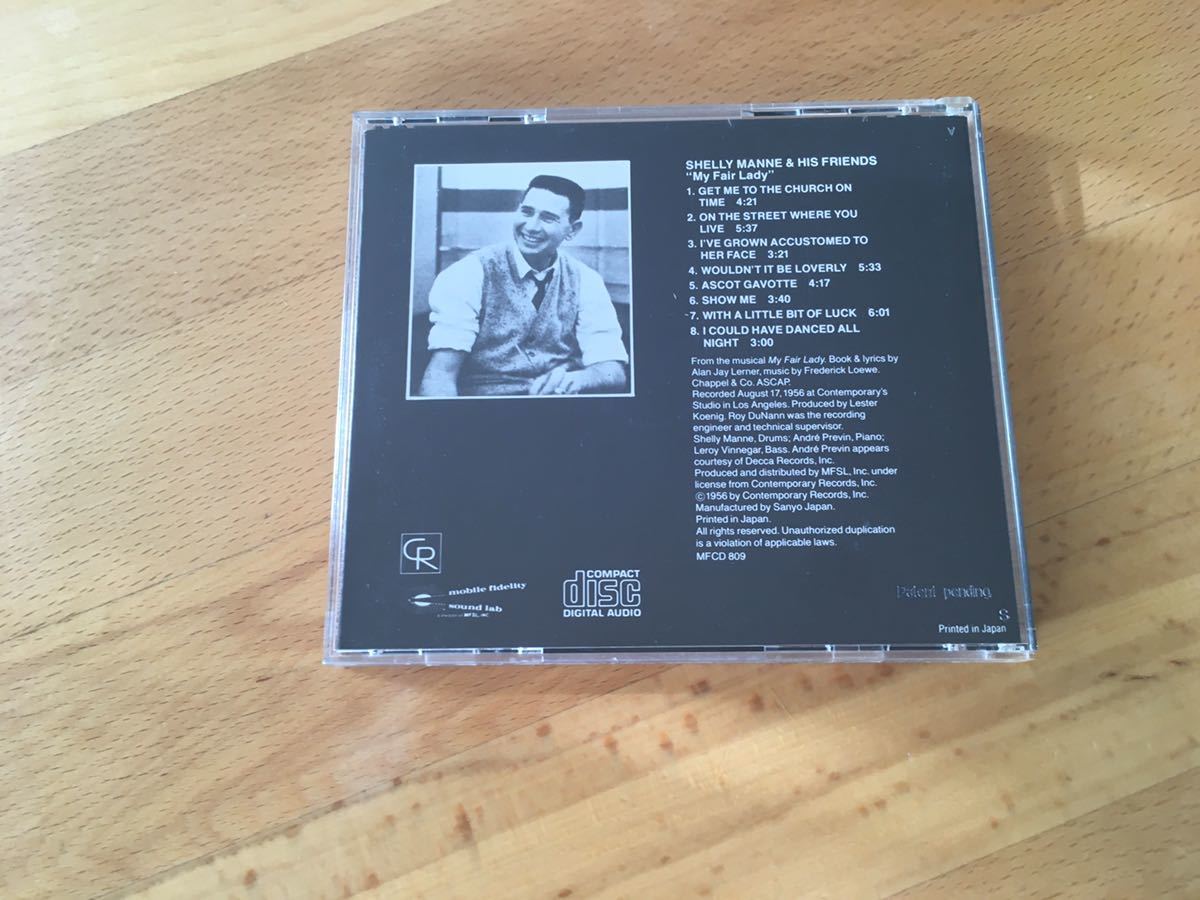 SHELLY MANNE & HIS FRIENDS
"My Fair Lady"
1. GET ME TO THE CHURCH ON
TIME 4:21
2. ON THE STREET WHERE YOU
LIVE 5:37
3. I'VE GROWN ACCUSTOMED TO
HER FACE 3:21
4. WOULDN'T IT BE LOVERLY 5:33
5. ASCOT GAVOTTE 4:17
6. SHOW ME 3:40
7. WITH A LITTLE BIT OF LUCK 6:01
8. I COULD HAVE DANCED ALL
NIGHT 3:00
From the musical My Fair Lady. Book & lyrics by
Alan Jay Lerner, music by Frederick Loewe.
Chappel & Co. ASCAP.
Recorded August 17, 1956 at Contemporary's
Studio in Los Angeles. Produced by Lester
Koenig. Roy DuNann was the recording
engineer and technical supervisor.
Shelly Manne, Drums; André Previn, Piano;
Leroy Vinnegar, Bass. André Previn appears
courtesy of Decca Records, Inc.
Produced and distributed by MFSL, Inc. under
license from Contemporary Records, Inc.
©1956 by Contemporary Records, Inc.
Manufactured by Sanyo Japan.
Printed in Japan.
All rights reserved. Unauthorized duplication
is a violation of applicable laws.
MFCD 809
CR
mobile fidelity
sound lab
A DIVISION OF MFSL, INC.
COMPACT
disc
DIGITAL AUDIO
Patent pending
S
Printed in Japan
A